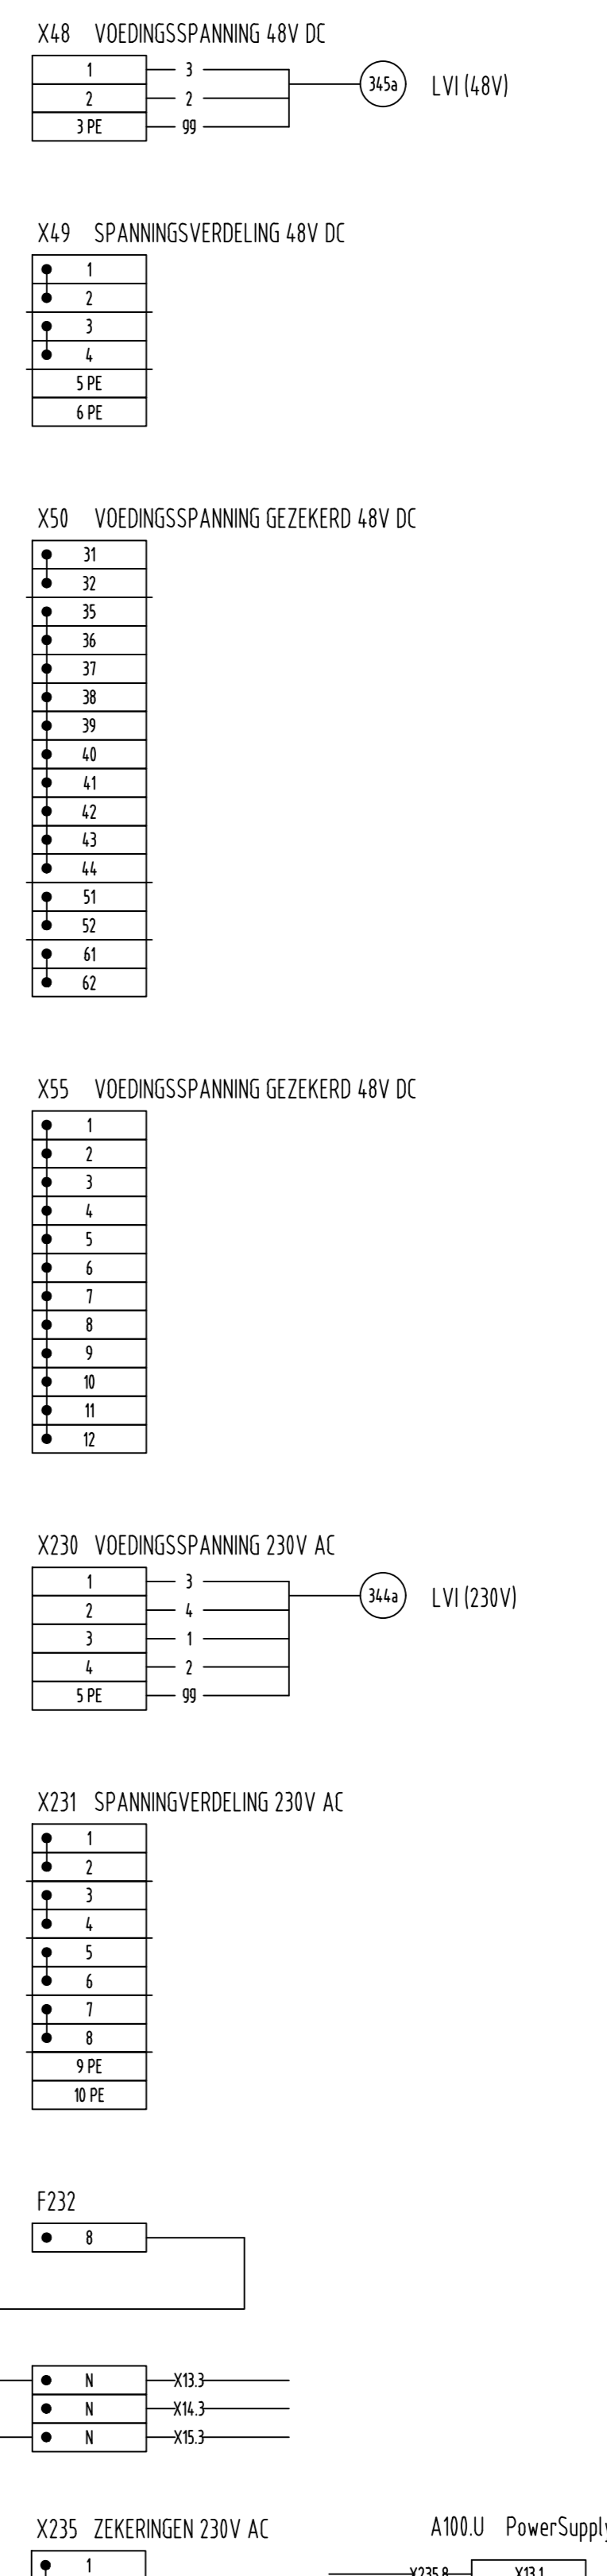 X48 VOEDINGSSPANNING 48V DC
1 3
345a LVI (48V)
2 2
3 PE gg
X49 SPANNINGSVERDELING 48V DC
1
2
3
4
5 PE
6 PE
X50 VOEDINGSSPANNING GEZEKERD 48V DC
31
32
35
36
37
38
39
40
41
42
43
44
51
52
61
62
X55 VOEDINGSSPANNING GEZEKERD 48V DC
1
2
3
4
5
6
7
8
9
10
11
12
X230 VOEDINGSSPANNING 230V AC
1 3
344a LVI (230V)
2 4
3 1
4 2
5 PE gg
X231 SPANNINGVERDELING 230V AC
1
2
3
4
5
6
7
8
9 PE
10 PE
F232
8
N X13.3
N X14.3
N X15.3
X235 ZEKERINGEN 230V AC A100.U PowerSupply
1 X235.8 X13.1